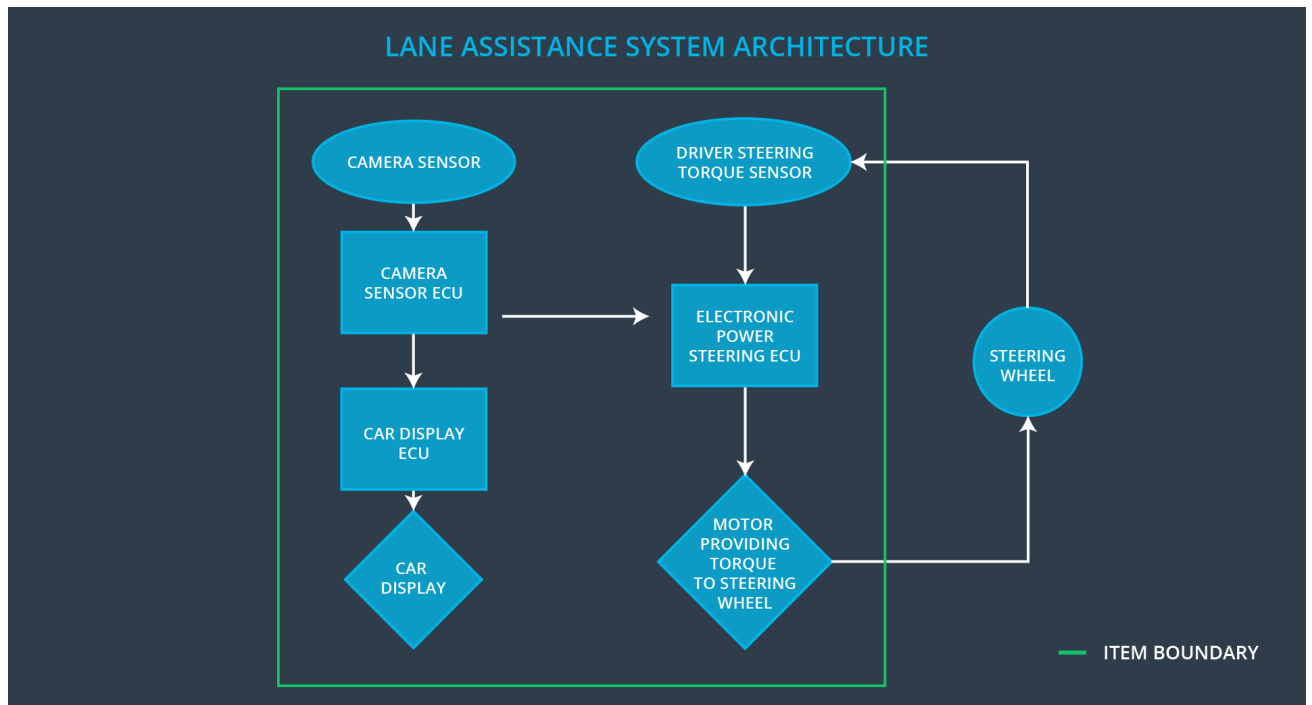 LANE ASSISTANCE SYSTEM ARCHITECTURE
CAMERA SENSOR
CAMERA
SENSOR ECU
CAR DISPLAY
ECU
CAR
DISPLAY
DRIVER STEERING
TORQUE SENSOR
ELECTRONIC
POWER
STEERING ECU
MOTOR
PROVIDING
TORQUE
TO STEERING
WHEEL
STEERING
WHEEL
ITEM BOUNDARY